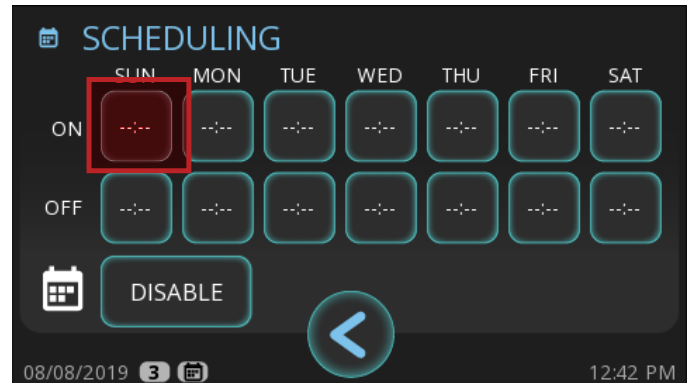 SCHEDULING
SUN MON TUE WED THU FRI SAT
ON --:-- --:-- --:-- --:-- --:-- --:-- --:--
OFF --:-- --:-- --:-- --:-- --:-- --:-- --:--
DISABLE
08/08/2019 3 12:42 PM